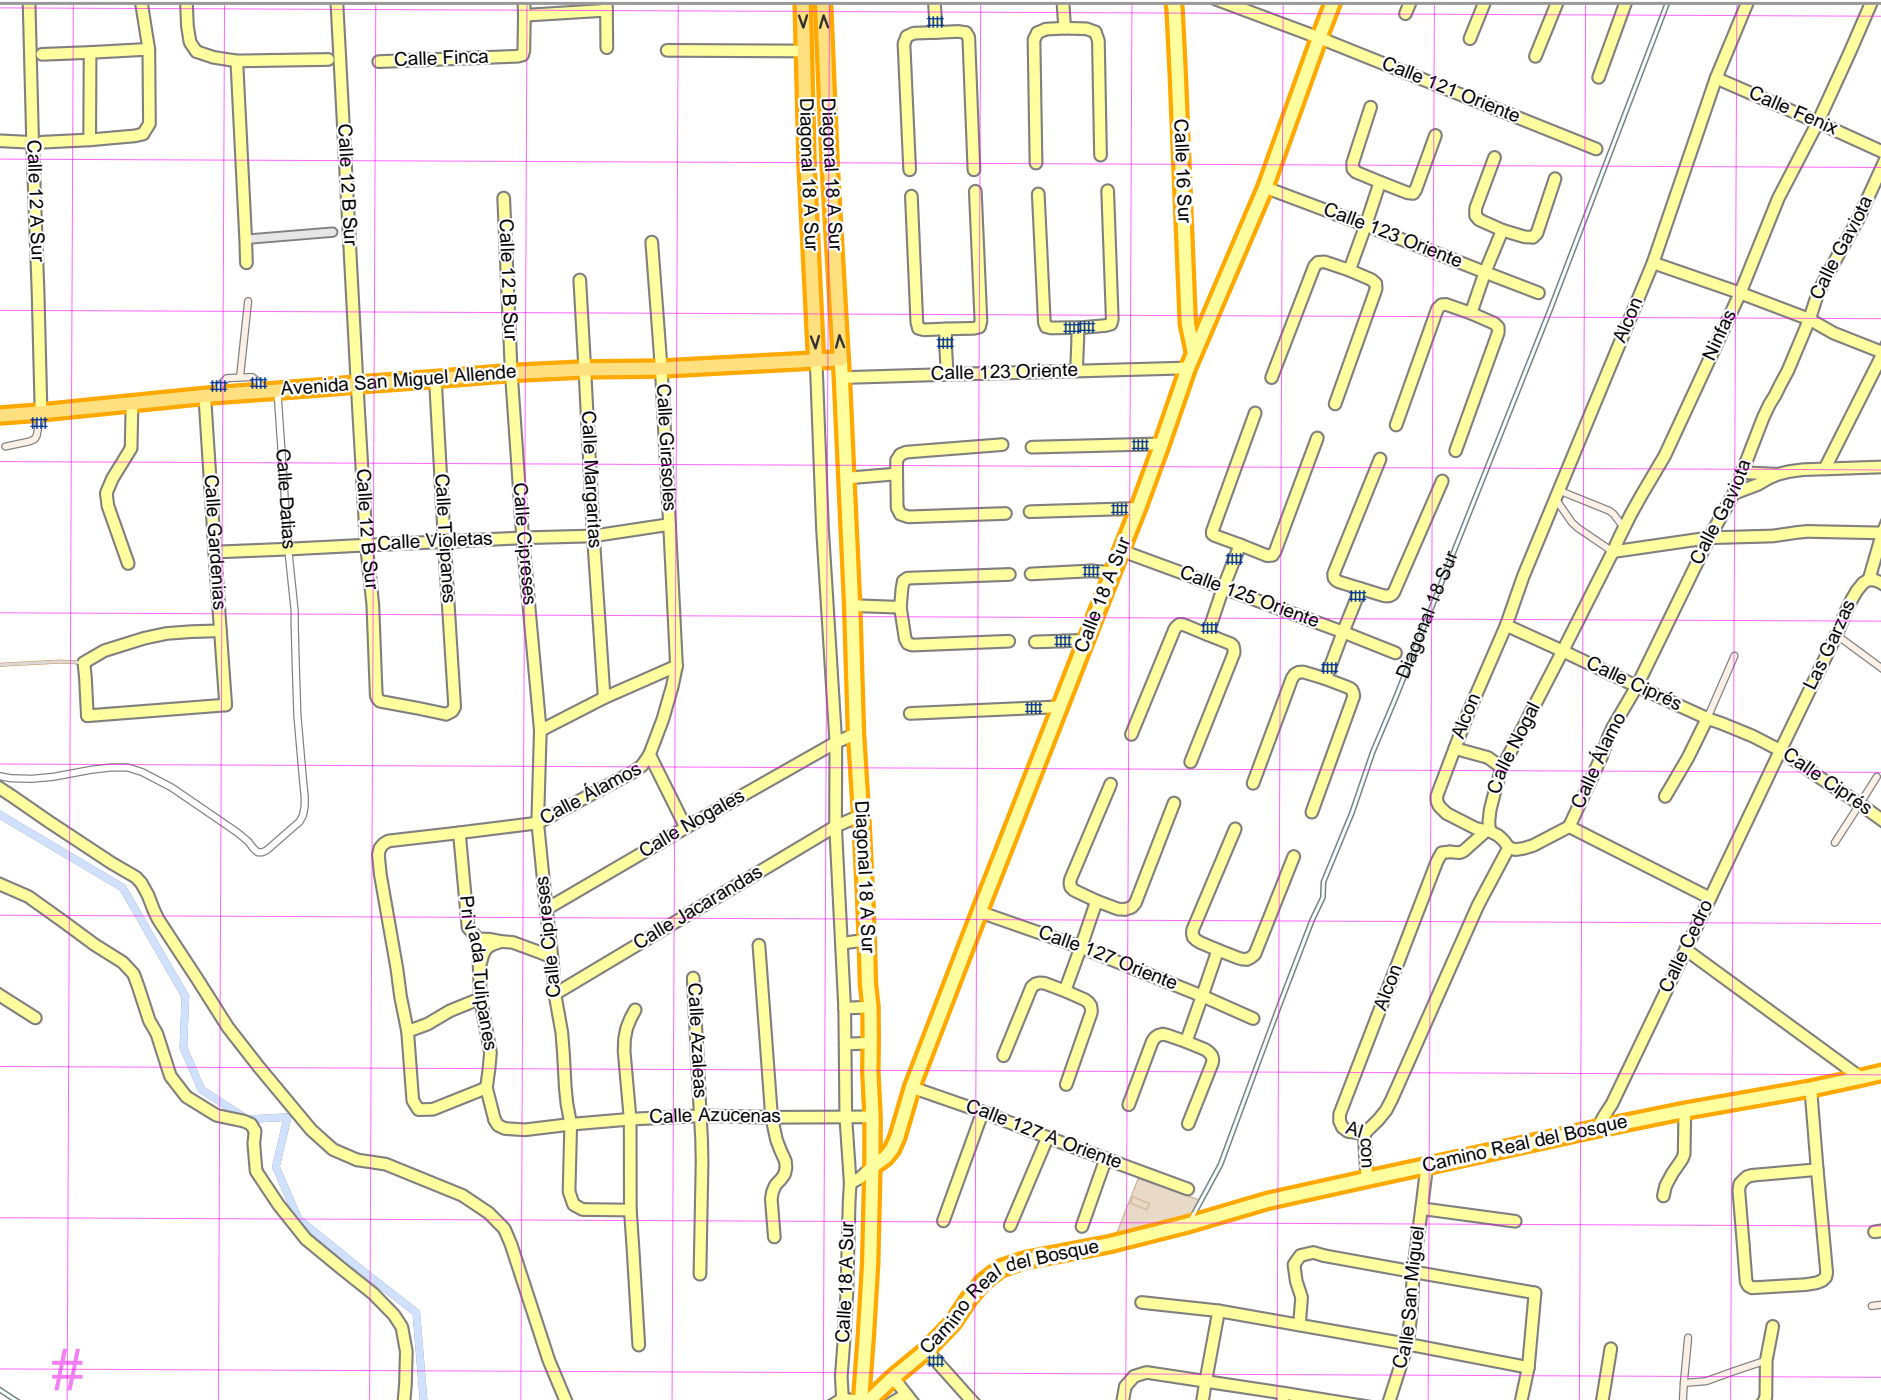 Calle Finca
Calle 121 Oriente
Calle Fenix
Diagonal 18 A Sur
Diagonal 18 A Sur
Calle 16 Sur
Calle 12 A Sur
Calle 12 B Sur
Calle 12 B Sur
Calle 123 Oriente
Calle Gaviota
Alcon
Ninfas
Avenida San Miguel Allende
Calle 123 Oriente
Calle Girasoles
Calle Margaritas
Calle Dalias
Calle Gardenias
Calle 12 B Sur
Calle Tulipanes
Calle Cipreses
Calle Violetas
Calle Gaviota
Calle 18 A Sur
Calle 125 Oriente
Diagonal 18 Sur
Las Garzas
Calle Ciprés
Alcon
Calle Nogal
Calle Álamo
Calle Ciprés
Calle Álamos
Calle Nogales
Diagonal 18 A Sur
Calle Jacarandas
Calle Cipreses
Privada Tulipanes
Calle 127 Oriente
Alcon
Calle Cedro
Calle Azaleas
Calle Azucenas
Calle 127 A Oriente
Alcon
Camino Real del Bosque
Camino Real del Bosque
Calle 18 A Sur
Calle San Miguel
#